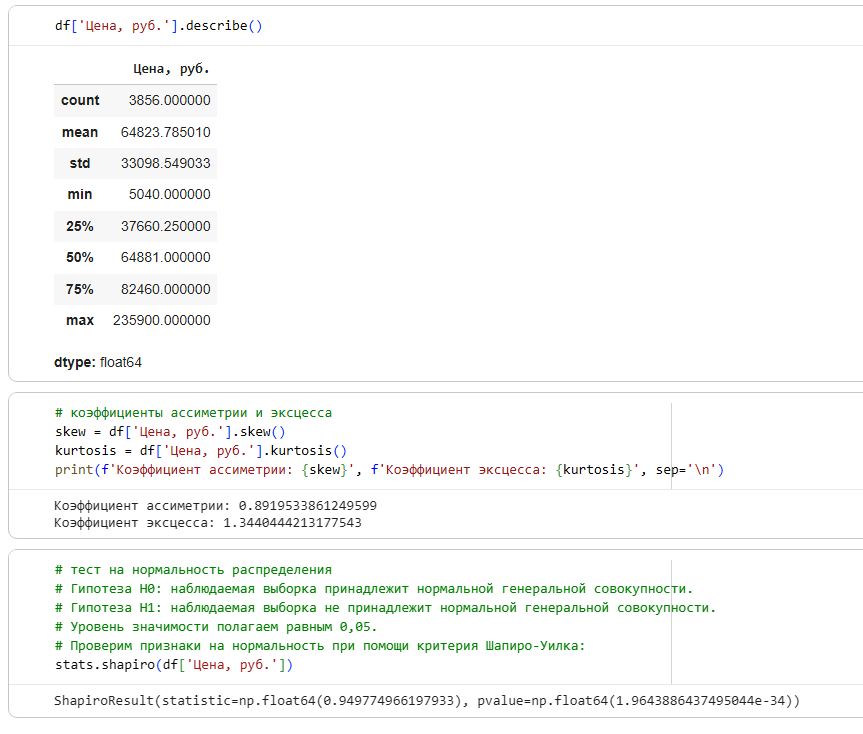 df['Цена, руб.'].describe()
Цена, руб.
count 3856.000000
mean 64823.785010
std 33098.549033
min 5040.000000
25% 37660.250000
50% 64881.000000
75% 82460.000000
max 235900.000000
dtype: float64
# коэффициенты ассиметрии и эксцесса
skew = df['Цена, руб.'].skew()
kurtosis = df['Цена, руб.'].kurtosis()
print(f'Коэффициент ассиметрии: {skew}', f'Коэффициент эксцесса: {kurtosis}', sep='\n')
Коэффициент ассиметрии: 0.8919533861249599
Коэффициент эксцесса: 1.3440444213177543
# тест на нормальность распределения
# Гипотеза H0: наблюдаемая выборка принадлежит нормальной генеральной совокупности.
# Гипотеза H1: наблюдаемая выборка не принадлежит нормальной генеральной совокупности.
# Уровень значимости полагаем равным 0,05.
# Проверим признаки на нормальность при помощи критерия Шапиро-Уилка:
stats.shapiro(df['Цена, руб.'])
ShapiroResult(statistic=np.float64(0.949774966197933), pvalue=np.float64(1.9643886437495044e-34))